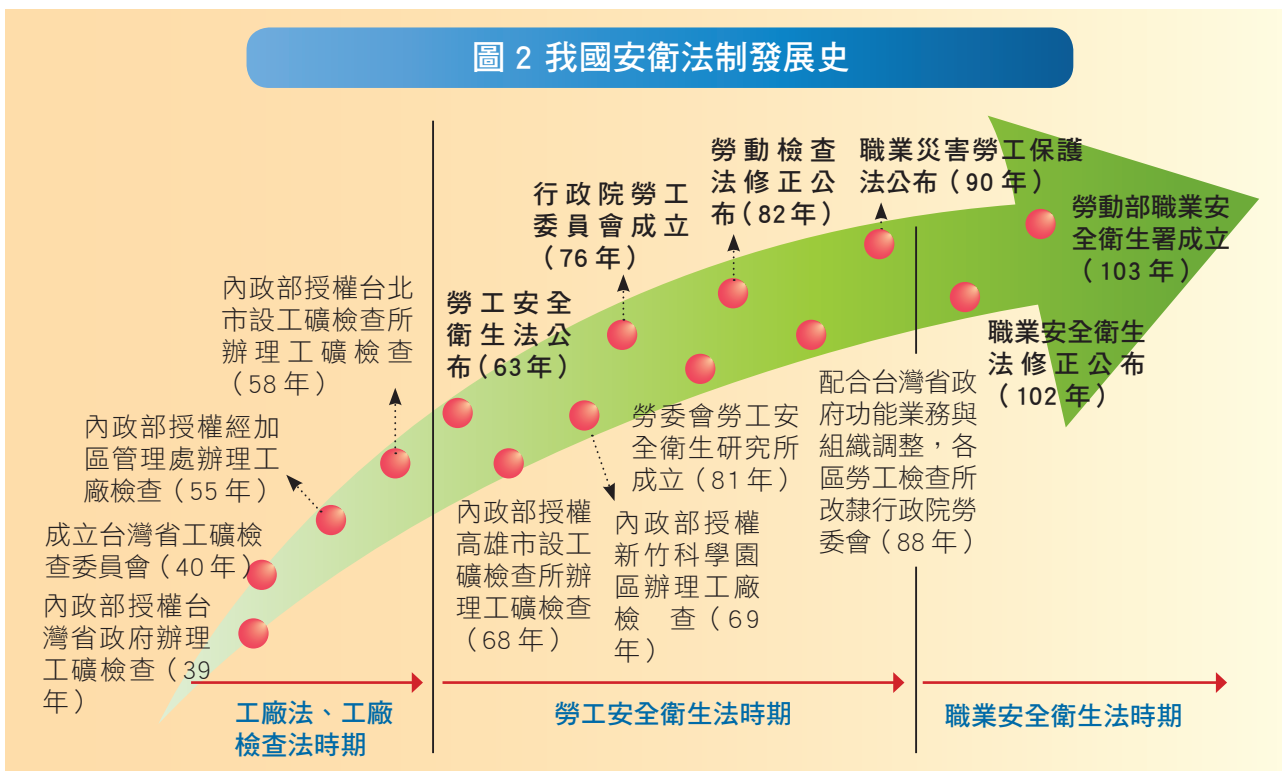 圖 2 我國安衛法制發展史
內政部授權台
灣省政府辦理
工礦檢查（39
年）
成立台灣省工礦檢
查委員會（40年）
內政部授權經加
區管理處辦理工
廠檢查（55 年）
內政部授權台北
市設工礦檢查所
辦理工礦檢查
（58 年）
勞工安全
衛生法公
布（63年）
內政部授權
高雄市設工
礦檢查所辦
理工礦檢查
（68 年）
內政部授權
新竹科學園
區辦理工廠
檢查（69
年）
行政院勞工
委員會成立
（76 年）
勞委會勞工安
全衛生研究所
成立（81 年）
勞動檢查
法修正公
布（82年）
配合台灣省政
府功能業務與
組織調整，各
區勞工檢查所
改隸行政院勞
委會（88 年）
職業災害勞工保護
法公布（90 年）
職業安全衛生
法修正公布
（102 年）
勞動部職業安
全衛生署成立
（103 年）
工廠法、工廠
檢查法時期
勞工安全衛生法時期
職業安全衛生法時期